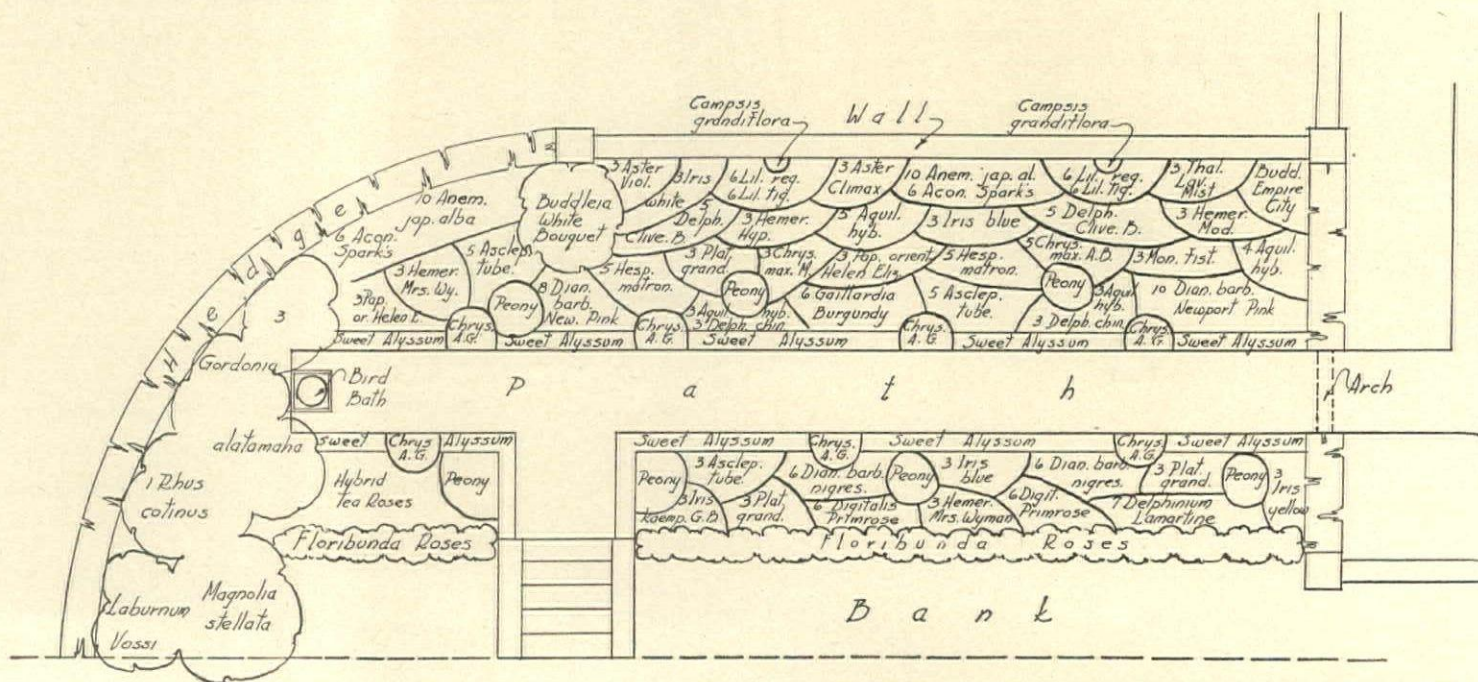 Campsis
grandiflora
Wall
Campsis
grandiflora
Hedge
10 Anem.
jap. alba
6 Acon.
Sparks
Buddleia
White
Bouquet
3 Aster
Viol.
3 Iris
white
6 Lil. reg.
6 Lil. tig.
3 Aster
Climax
10 Anem. jap. al.
6 Acon. Sparks
6 Lil. reg.
6 Lil. Tig.
3 Thal.
Lav.
Mist
Budd.
Empire
City
5
Delph.
Clive. B.
3 Hemer.
Hyp.
5 Aquil.
hyb.
3 Iris blue
5 Delph.
Clive. B.
3 Hemer.
Mod.
3 Hemer.
Mrs. Wy.
5 Asclep.
tube.
5 Hesp.
matron.
3 Plat.
grand.
3 Chrys.
max. M.
3 Pap. orient.
Helen Elis.
5 Hesp.
matron.
5 Chrys.
max. A.D.
3 Mon. fist.
4 Aquil.
hyb.
3 Pap.
or. Helen E.
Peony
8 Dian.
barb.
New. Pink
Peony
3 Aquil. hyb.
3 Delph. chin.
6 Gaillardia
Burgundy
5 Asclep.
tube.
Peony
3 Aquil.
hyb.
3 Delph. chin.
10 Dian. barb.
Newport Pink
Sweet Alyssum
Chrys.
A.G.
Sweet Alyssum
Chrys.
A.G.
Sweet Alyssum
Chrys.
A.G.
Sweet Alyssum
Chrys.
A.G.
Sweet Alyssum
3
Gordonia
alatamaha
Bird
Bath
Path
Arch
1 Rhus
cotinus
Laburnum
Vossi
Magnolia
stellata
Sweet
Chrys.
A.G.
Alyssum
Hybrid
Tea Roses
Peony
Floribunda Roses
Sweet Alyssum
Chrys.
A.G.
Sweet Alyssum
Chrys.
A.G.
Sweet Alyssum
Peony
3 Asclep.
tube.
6 Dian. barb.
nigres.
Peony
3 Iris
blue
6 Dian. barb.
nigres.
3 Plat.
grand.
Peony
3
Iris
yellow
3 Iris
kaemp. G.B
3 Plat.
grand.
6 Digitalis
Primrose
3 Hemer.
Mrs. Wyman
6 Digit.
Primrose
7 Delphinium
Lamartine
Floribunda Roses
Bank